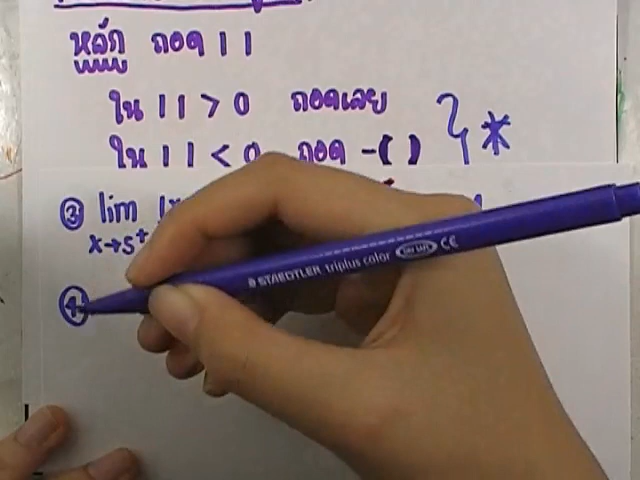 หลัก ถอด | |
ใน | | > 0 ถอดเลย
ใน | | < 0 ถอด -( ) *
③ lim
x→5⁺
④
STAEDTLER triplus color CE